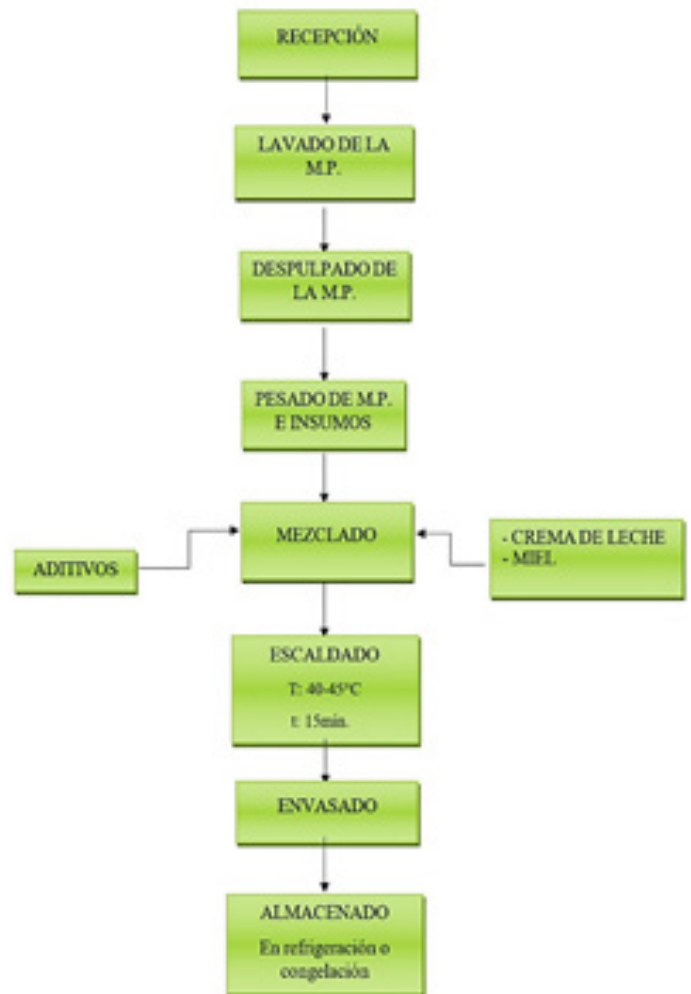 RECEPCIÓN
LAVADO DE LA
M.P.
DESPULPADO DE
LA M.P.
PESADO DE M.P.
E INSUMOS
MEZCLADO
ADITIVOS
- CREMA DE LECHE
- MIEL
ESCALDADO
T: 40-45°C
t: 15min.
ENVASADO
ALMACENADO
En refrigeración o
congelación